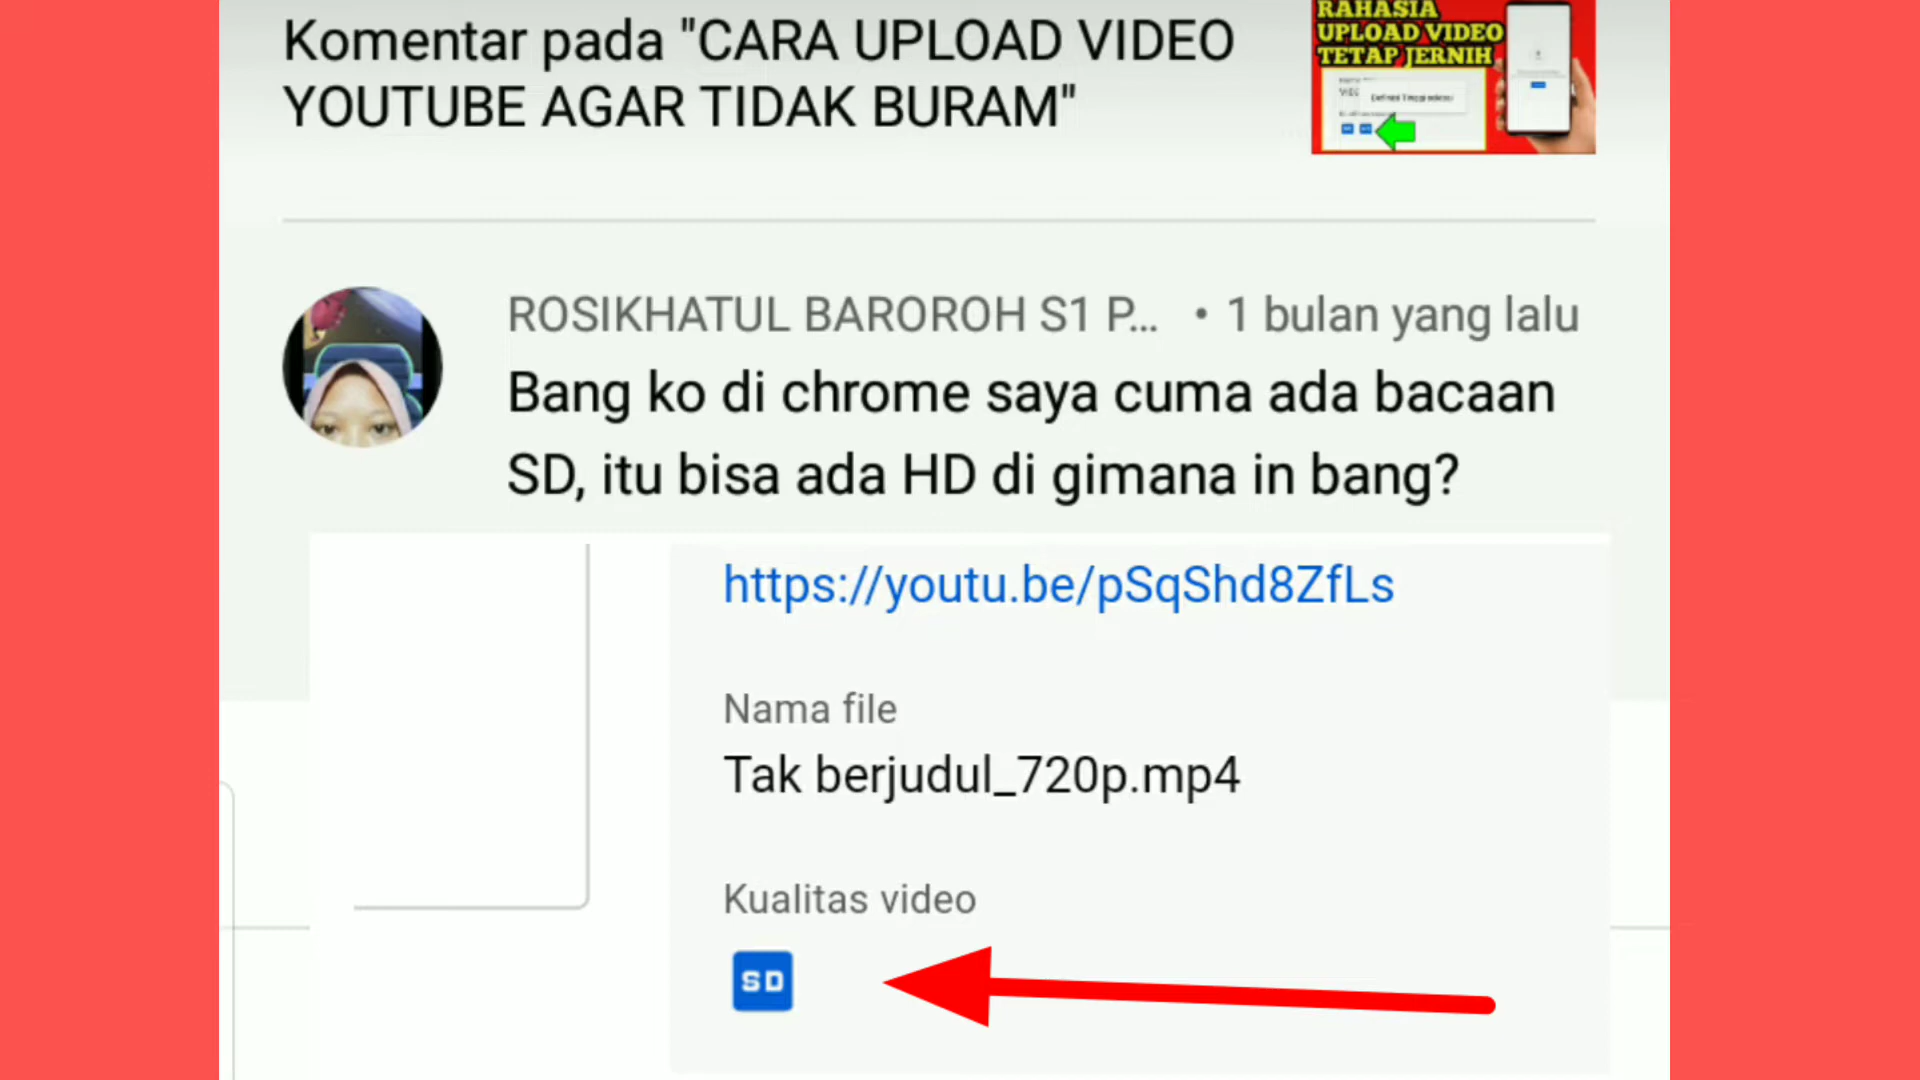 Komentar pada "CARA UPLOAD VIDEO
YOUTUBE AGAR TIDAK BURAM"
RAHASIA
UPLOAD VIDEO
TETAP JERNIH
ROSIKHATUL BAROROH S1 P... • 1 bulan yang lalu
Bang ko di chrome saya cuma ada bacaan
SD, itu bisa ada HD di gimana in bang?
https://youtu.be/pSqShd8ZfLs
Nama file
Tak berjudul_720p.mp4
Kualitas video
SD